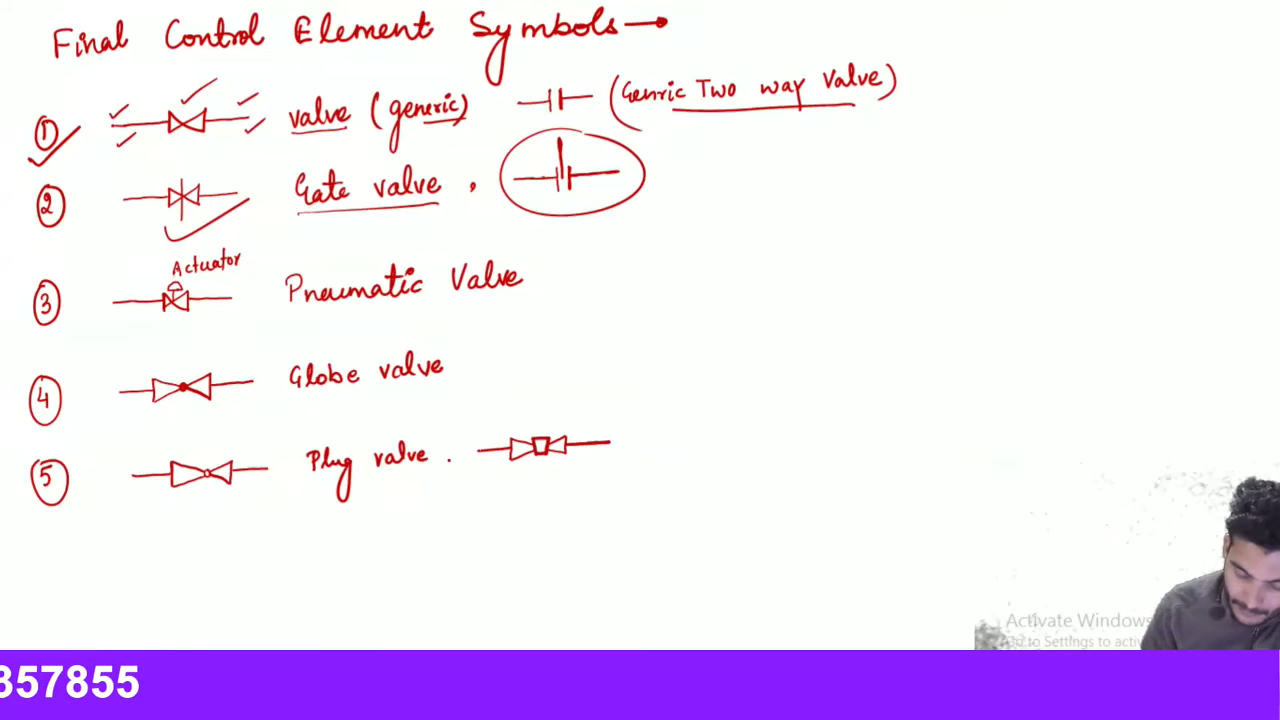 Final Control Element Symbols
① valve (generic) (Genric Two way valve)
② Gate valve.
Actuator
③ Pneumatic Valve
④ Globe valve
⑤ Plug valve.
Activate Windows
Go to Settings to activ
357855